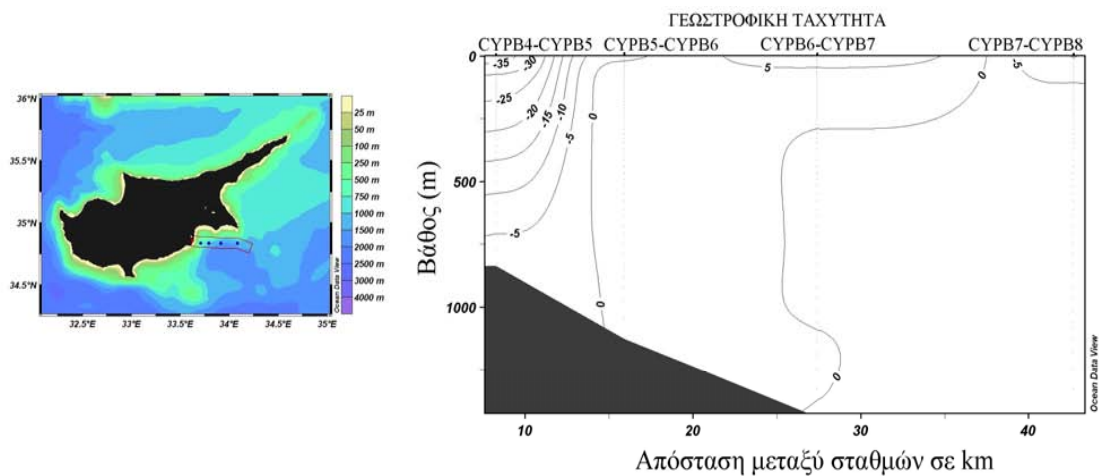 36°N
35.5°N
35°N
34.5°N
32.5°E 33°E 33.5°E 34°E 34.5°E 35°E
25 m
50 m
100 m
250 m
500 m
750 m
1000 m
1500 m
2000 m
2500 m
3000 m
4000 m
Ocean Data View
ΓΕΩΣΤΡΟΦΙΚΗ ΤΑΧΥΤΗΤΑ
CYPB4-CYPB5 CYPB5-CYPB6 CYPB6-CYPB7 CYPB7-CYPB8
0
500
1000
Βάθος (m)
-35
-30
-25
-20
-15
-10
-5
-5
0
0
5
0
0
-5
10 20 30 40
Απόσταση μεταξύ σταθμών σε km
Ocean Data View